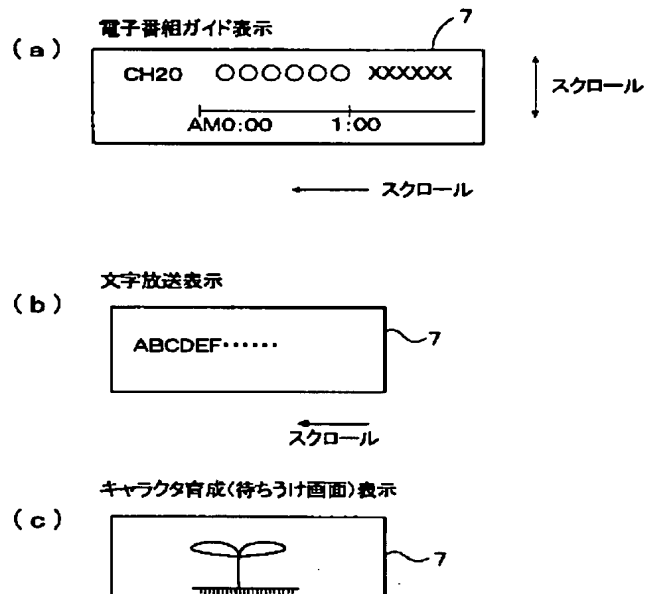 電子番組ガイド表示
7
(a)
CH20 〇〇〇〇〇〇 XXXXXX
スクロール
AM0:00 1:00
スクロール
文字放送表示
(b)
ABCDEF‥‥‥
7
スクロール
キャラクタ育成(待ちうけ画面)表示
(c)
7